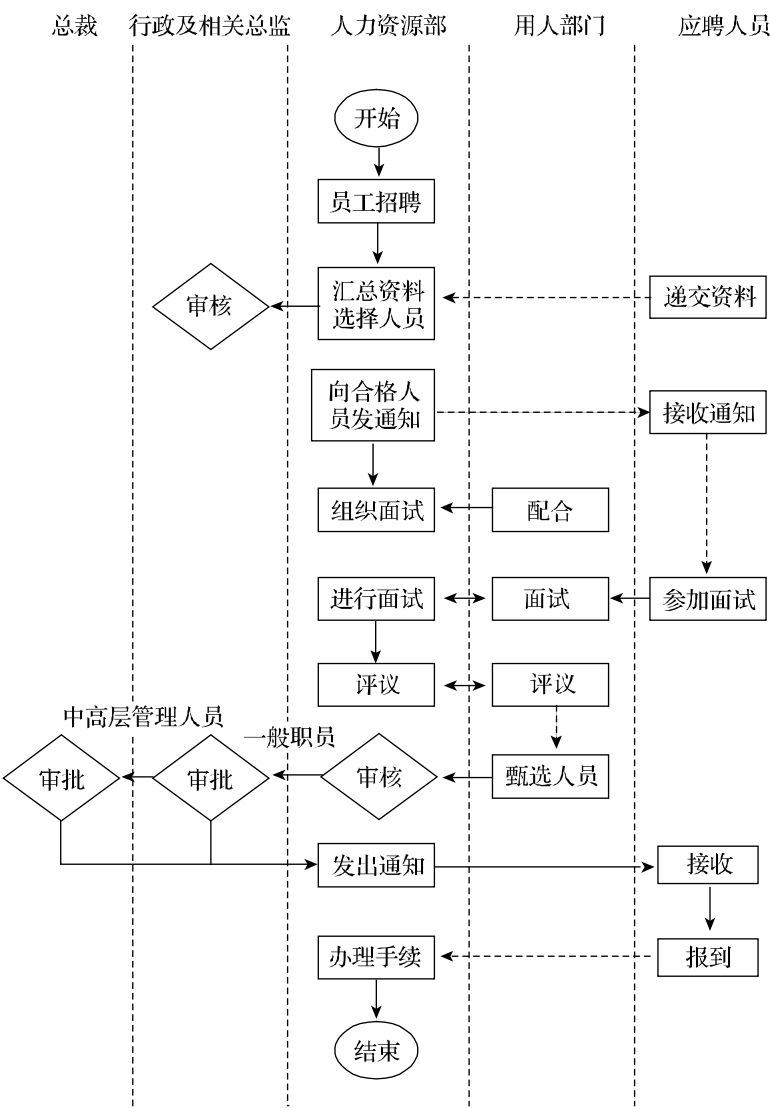 总裁
行政及相关总监
人力资源部
用人部门
应聘人员
开始
员工招聘
汇总资料
选择人员
审核
递交资料
向合格人
员发通知
接收通知
组织面试
配合
进行面试
面试
参加面试
评议
评议
中高层管理人员
一般职员
审批
审批
审核
甄选人员
发出通知
接收
办理手续
报到
结束